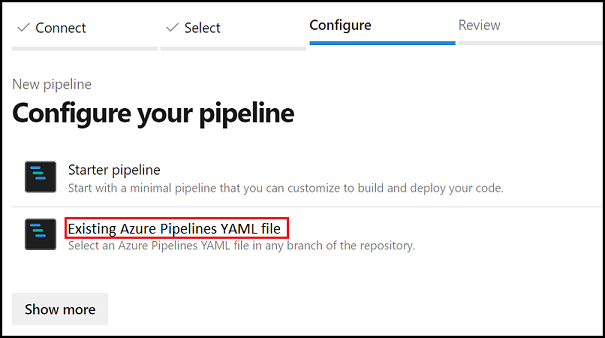 Connect
Select
Configure
Review
New pipeline
Configure your pipeline
Starter pipeline
Start with a minimal pipeline that you can customize to build and deploy your code.
Existing Azure Pipelines YAML file
Select an Azure Pipelines YAML file in any branch of the repository.
Show more